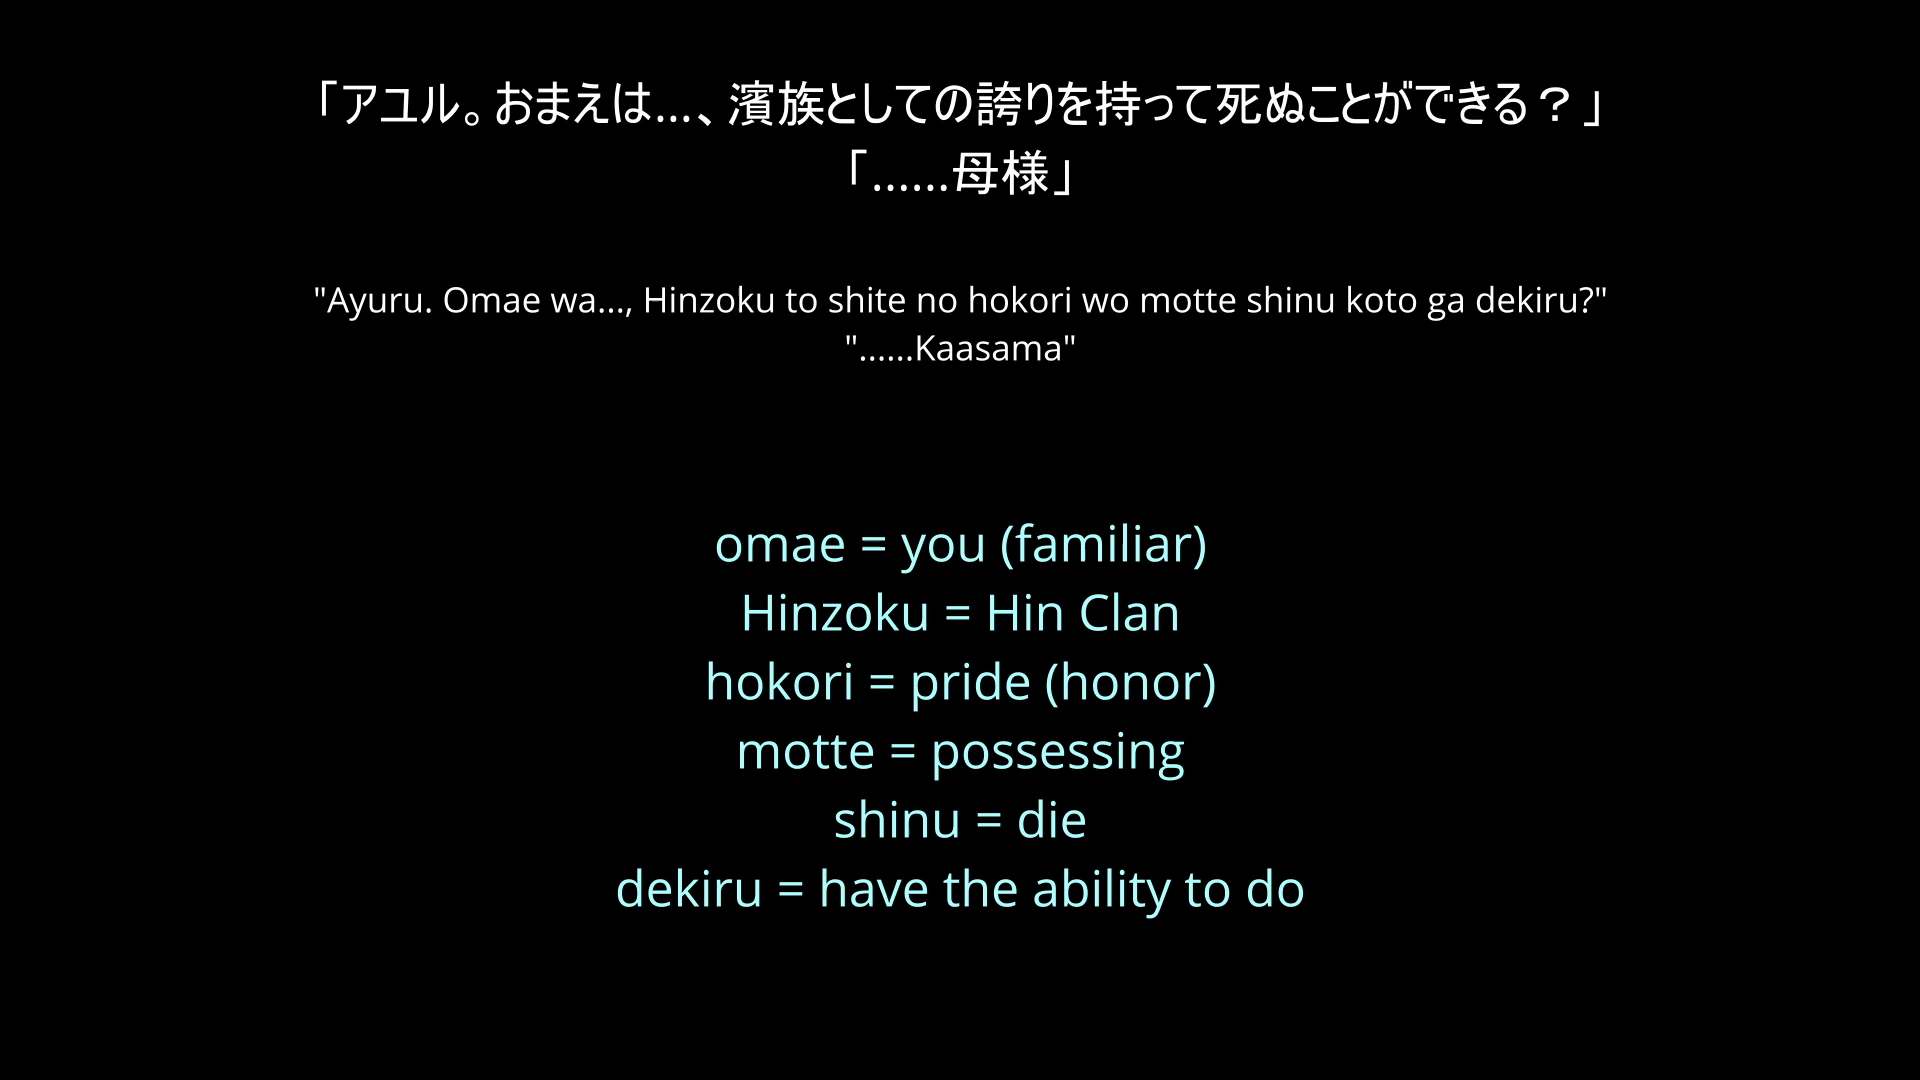 「アユル。おまえは…、濱族としての誇りを持って死ぬことができる？」
「……母様」
"Ayuru. Omae wa..., Hinzoku to shite no hokori wo motte shinu koto ga dekiru?"
"......Kaasama"
omae = you (familiar)
Hinzoku = Hin Clan
hokori = pride (honor)
motte = possessing
shinu = die
dekiru = have the ability to do